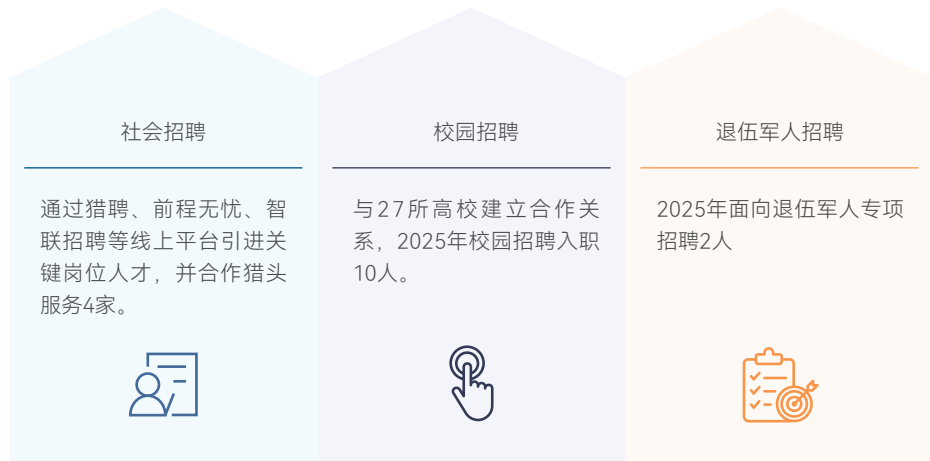 社会招聘
通过猎聘、前程无忧、智
联招聘等线上平台引进关
键岗位人才，并合作猎头
服务4家。
校园招聘
与27所高校建立合作关
系，2025年校园招聘入职
10人。
退伍军人招聘
2025年面向退伍军人专项
招聘2人